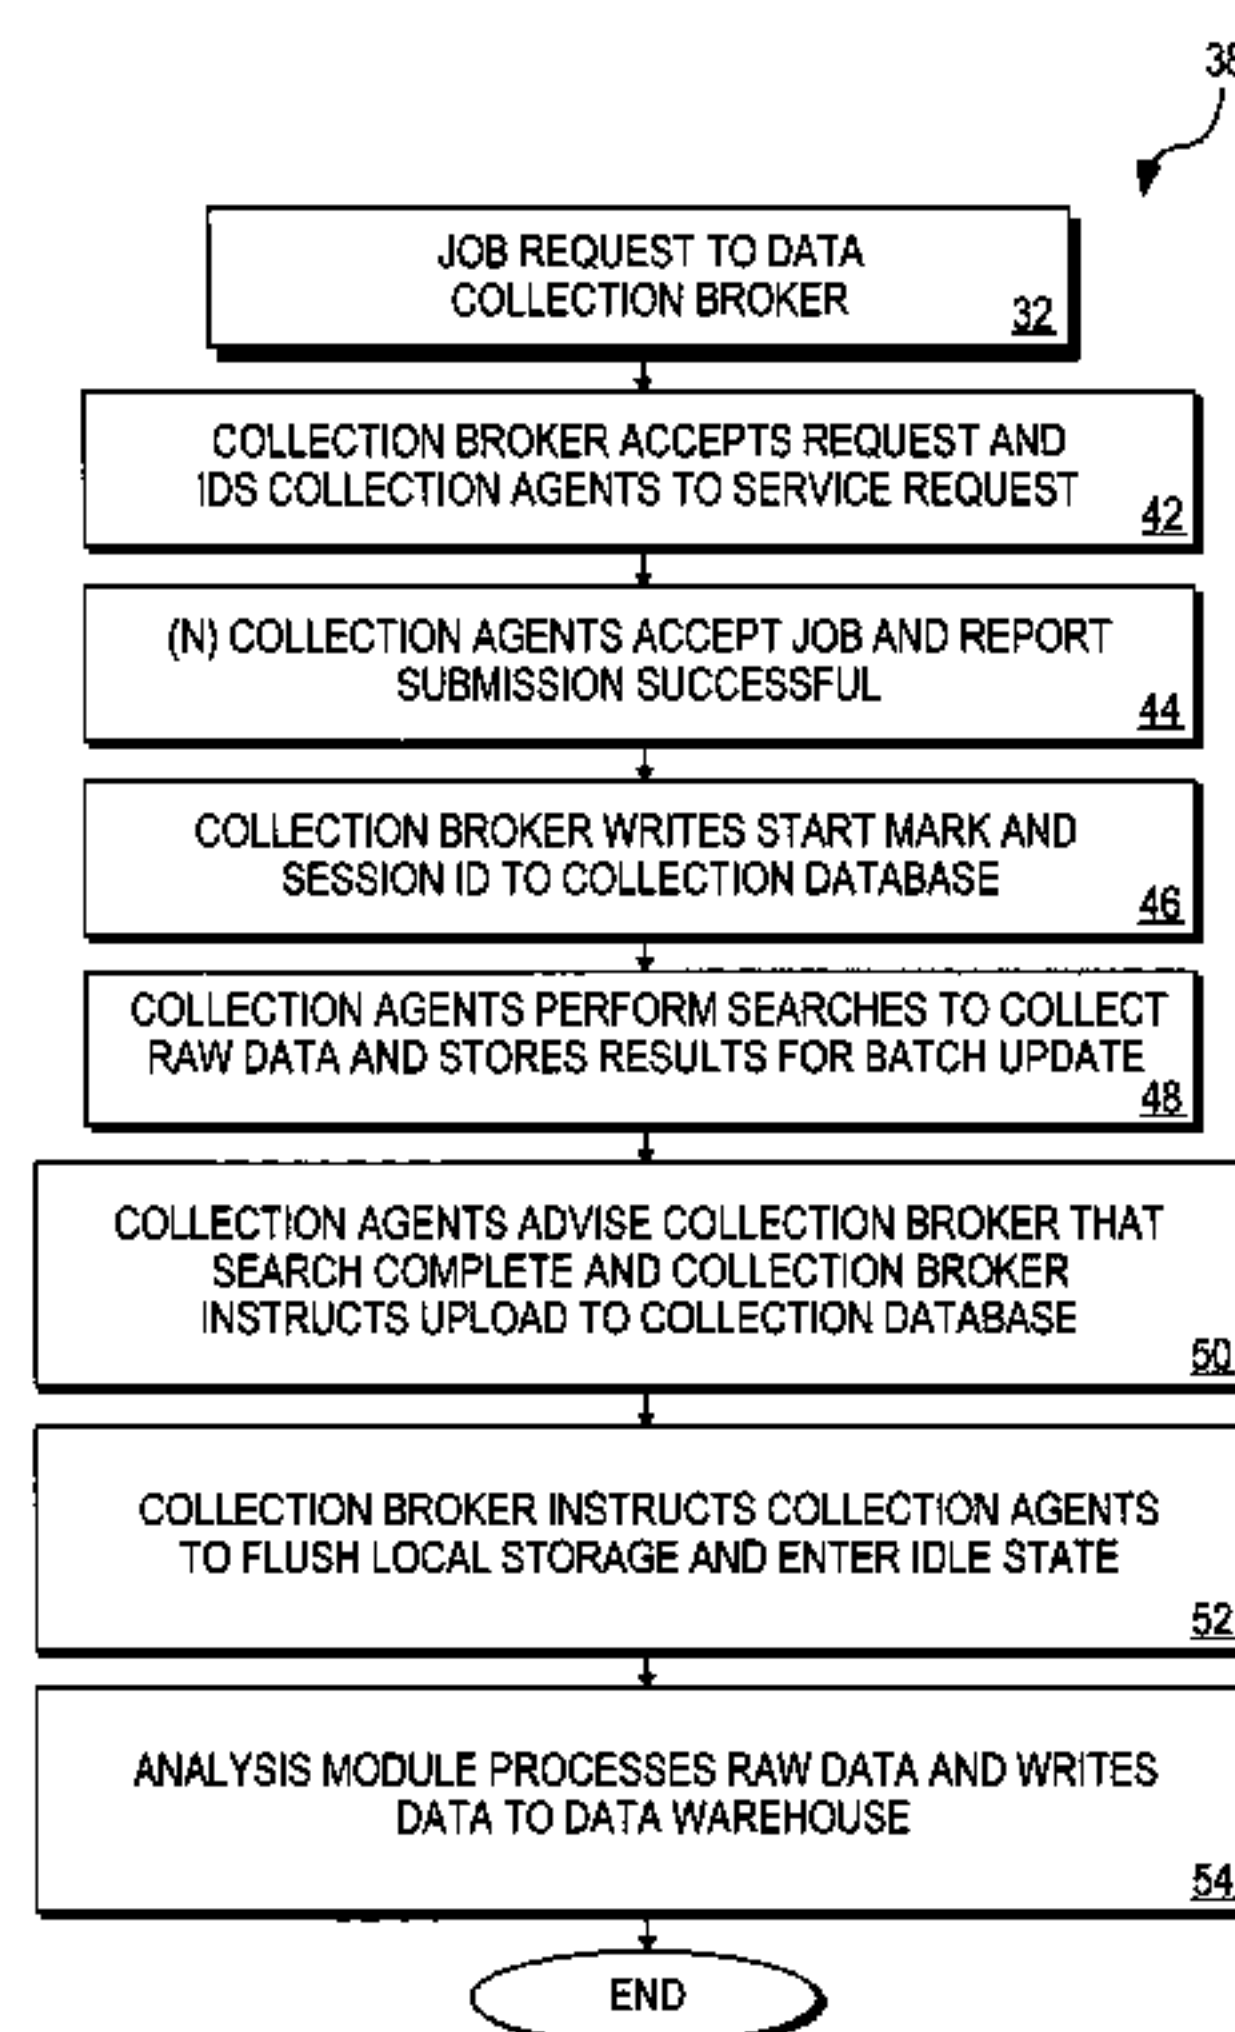 38
JOB REQUEST TO DATA
COLLECTION BROKER
32
COLLECTION BROKER ACCEPTS REQUEST AND
IDS COLLECTION AGENTS TO SERVICE REQUEST
42
(N) COLLECTION AGENTS ACCEPT JOB AND REPORT
SUBMISSION SUCCESSFUL
44
COLLECTION BROKER WRITES START MARK AND
SESSION ID TO COLLECTION DATABASE
46
COLLECTION AGENTS PERFORM SEARCHES TO COLLECT
RAW DATA AND STORES RESULTS FOR BATCH UPDATE
48
COLLECTION AGENTS ADVISE COLLECTION BROKER THAT
SEARCH COMPLETE AND COLLECTION BROKER
INSTRUCTS UPLOAD TO COLLECTION DATABASE
50
COLLECTION BROKER INSTRUCTS COLLECTION AGENTS
TO FLUSH LOCAL STORAGE AND ENTER IDLE STATE
52
ANALYSIS MODULE PROCESSES RAW DATA AND WRITES
DATA TO DATA WAREHOUSE
54
END